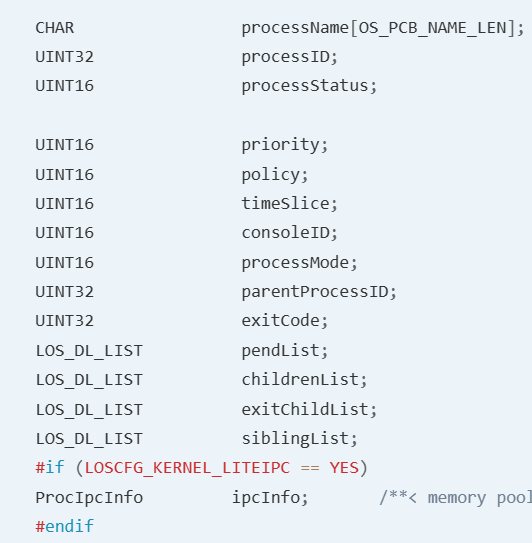 CHAR processName[OS_PCB_NAME_LEN];
UINT32 processID;
UINT16 processStatus;
UINT16 priority;
UINT16 policy;
UINT16 timeSlice;
UINT16 consoleID;
UINT16 processMode;
UINT32 parentProcessID;
UINT32 exitCode;
LOS_DL_LIST pendList;
LOS_DL_LIST childrenList;
LOS_DL_LIST exitChildList;
LOS_DL_LIST siblingList;
#if (LOSCFG_KERNEL_LITEIPC == YES)
ProcIpcInfo ipcInfo; /**< memory pool
#endif